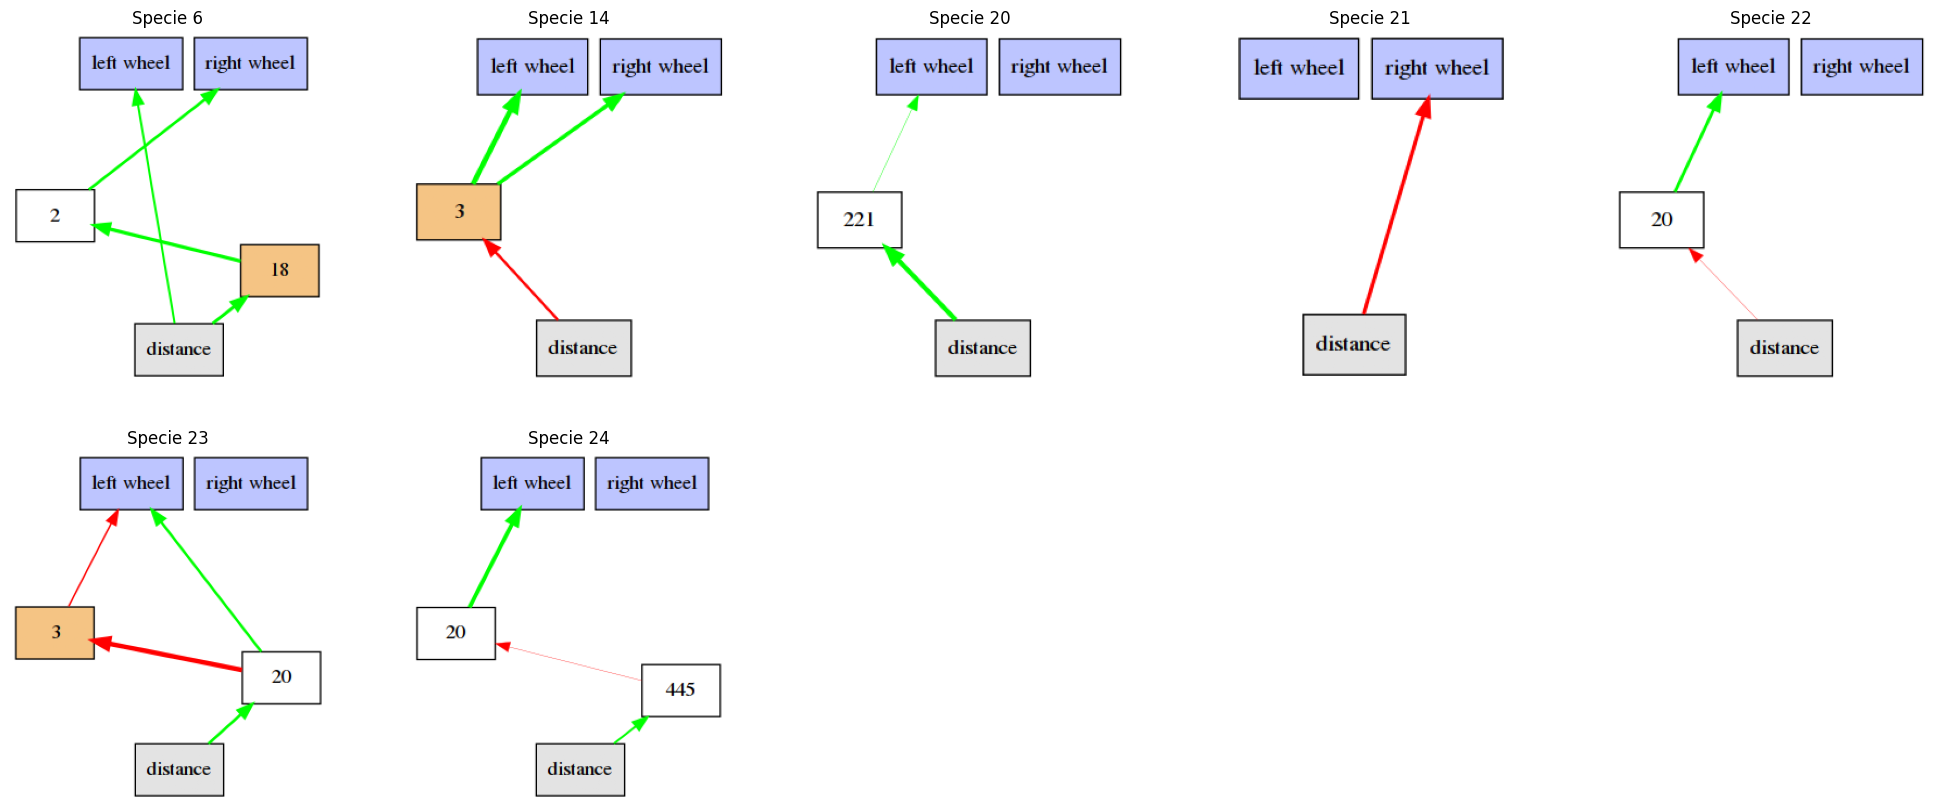 Specie 6
left wheel
right wheel
2
18
distance
Specie 14
left wheel
right wheel
3
distance
Specie 20
left wheel
right wheel
221
distance
Specie 21
left wheel
right wheel
distance
Specie 22
left wheel
right wheel
20
distance
Specie 23
left wheel
right wheel
3
20
distance
Specie 24
left wheel
right wheel
20
445
distance